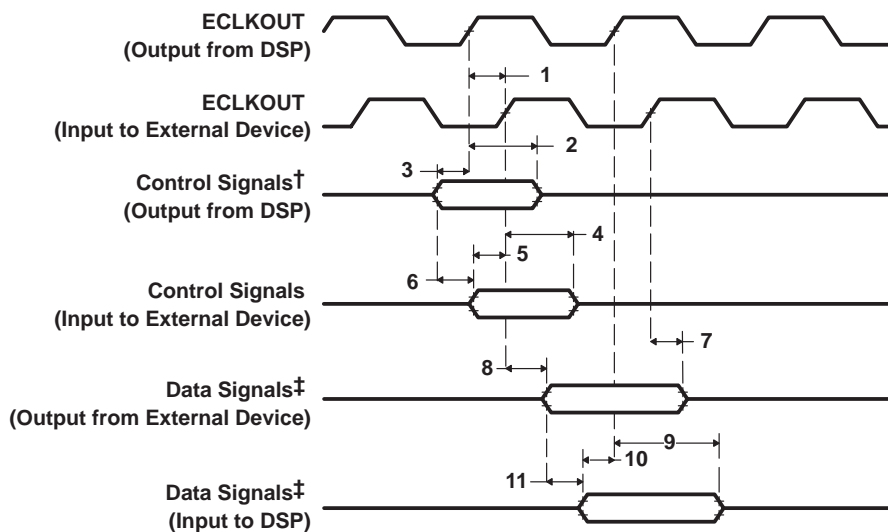 ECLKOUT
(Output from DSP)
1
ECLKOUT
(Input to External Device)
2
3
Control Signals†
(Output from DSP)
4
5
6
Control Signals
(Input to External Device)
7
8
Data Signals‡
(Output from External Device)
9
10
11
Data Signals‡
(Input to DSP)